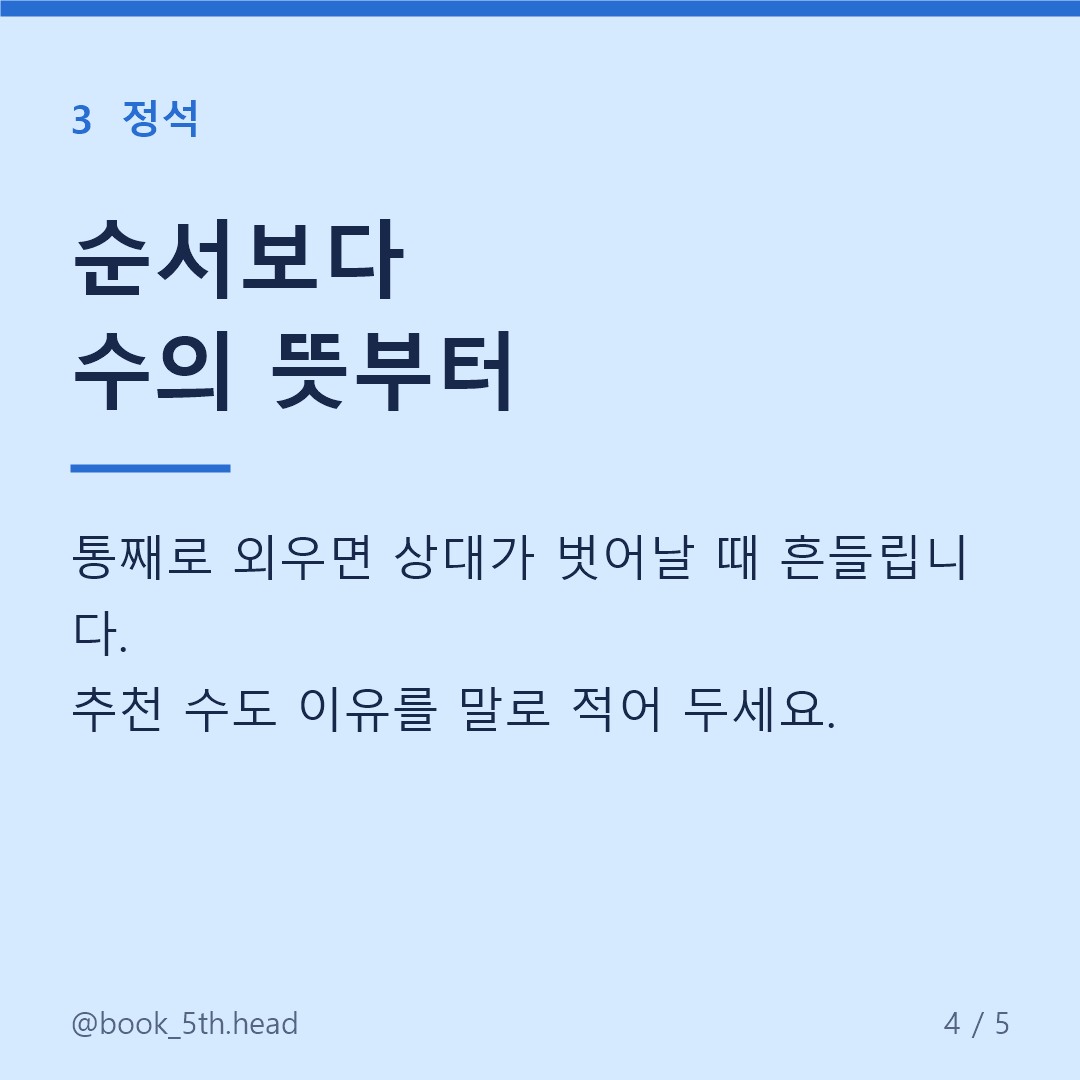 3 정석
순서보다
수의 뜻부터
통째로 외우면 상대가 벗어날 때 흔들립니
다.
추천 수도 이유를 말로 적어 두세요.
@book_5th.head
4 / 5